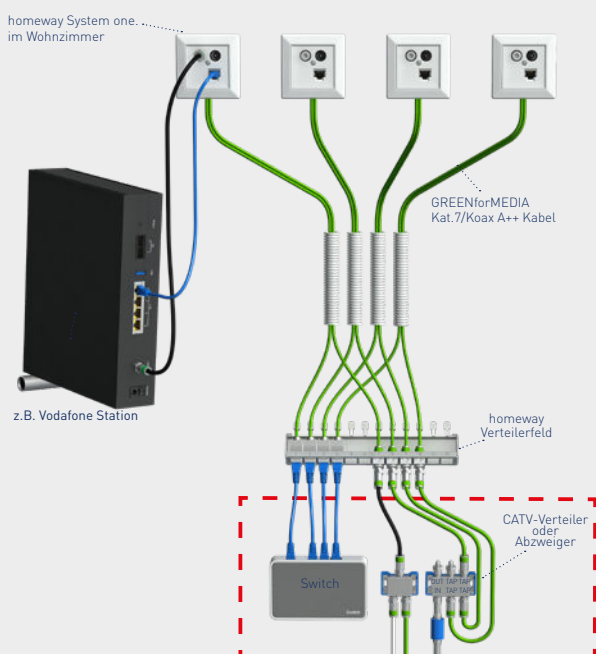 homeway System one.
im Wohnzimmer
GREENforMEDIA
Kat.7/Koax A++ Kabel
z.B. Vodafone Station
homeway
Verteilerfeld
CATV-Verteiler
oder
Abzweiger
Switch
OUT TAP TAP
IN TAP TAP